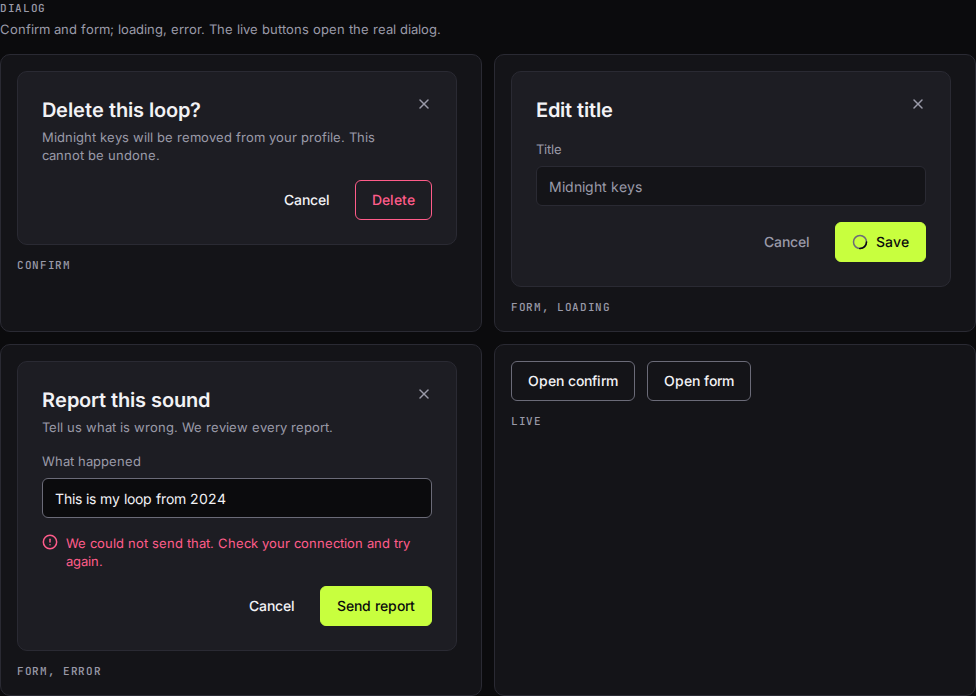 DIALOG
Confirm and form; loading, error. The live buttons open the real dialog.
Delete this loop?
Midnight keys will be removed from your profile. This
cannot be undone.
Cancel
Delete
CONFIRM
Edit title
Title
Midnight keys
Cancel
Save
FORM, LOADING
Report this sound
Tell us what is wrong. We review every report.
What happened
This is my loop from 2024
We could not send that. Check your connection and try
again.
Cancel
Send report
FORM, ERROR
Open confirm
Open form
LIVE